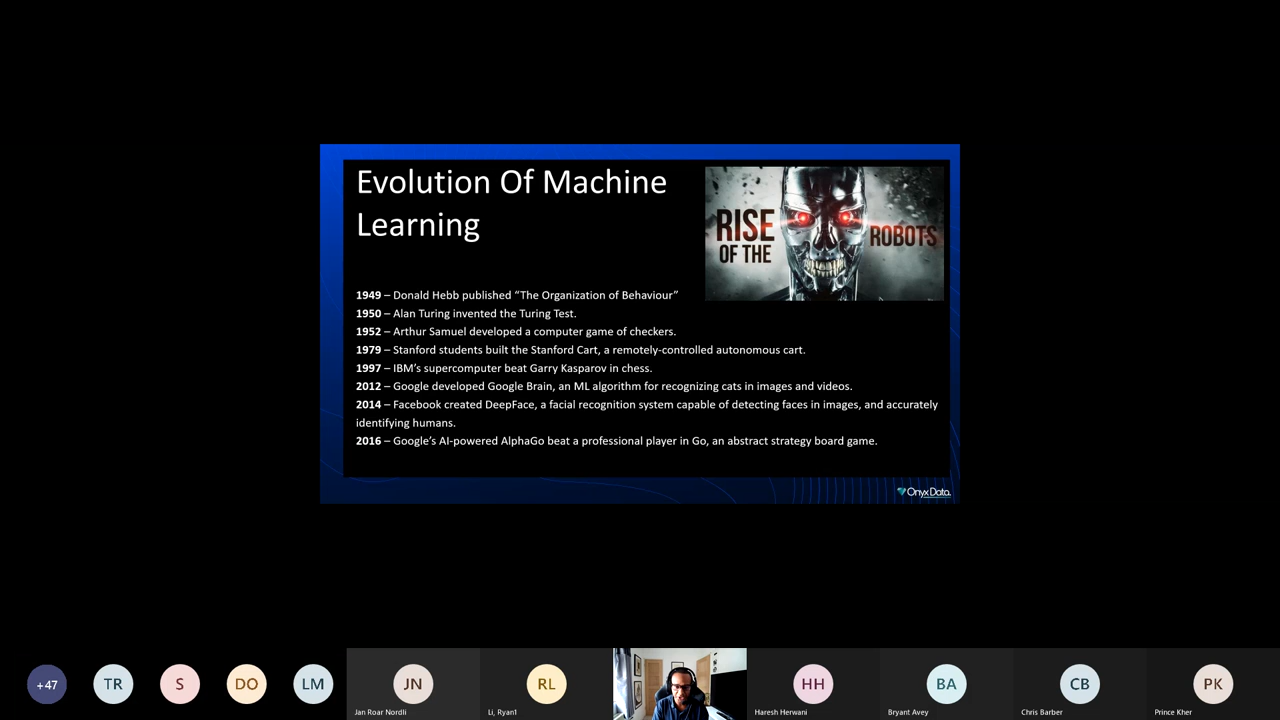 Evolution Of Machine
Learning
RISE
OF THE
ROBOTS
1949 – Donald Hebb published “The Organization of Behaviour”
1950 – Alan Turing invented the Turing Test.
1952 – Arthur Samuel developed a computer game of checkers.
1979 – Stanford students built the Stanford Cart, a remotely-controlled autonomous cart.
1997 – IBM’s supercomputer beat Garry Kasparov in chess.
2012 – Google developed Google Brain, an ML algorithm for recognizing cats in images and videos.
2014 – Facebook created DeepFace, a facial recognition system capable of detecting faces in images, and accurately
identifying humans.
2016 – Google’s AI-powered AlphaGo beat a professional player in Go, an abstract strategy board game.
OnyxData.
+47
TR
S
DO
LM
JN
RL
HH
BA
CB
PK
Jan Roar Nordli
Li, Ryan1
Haresh Herwani
Bryant Avey
Chris Barber
Prince Kher